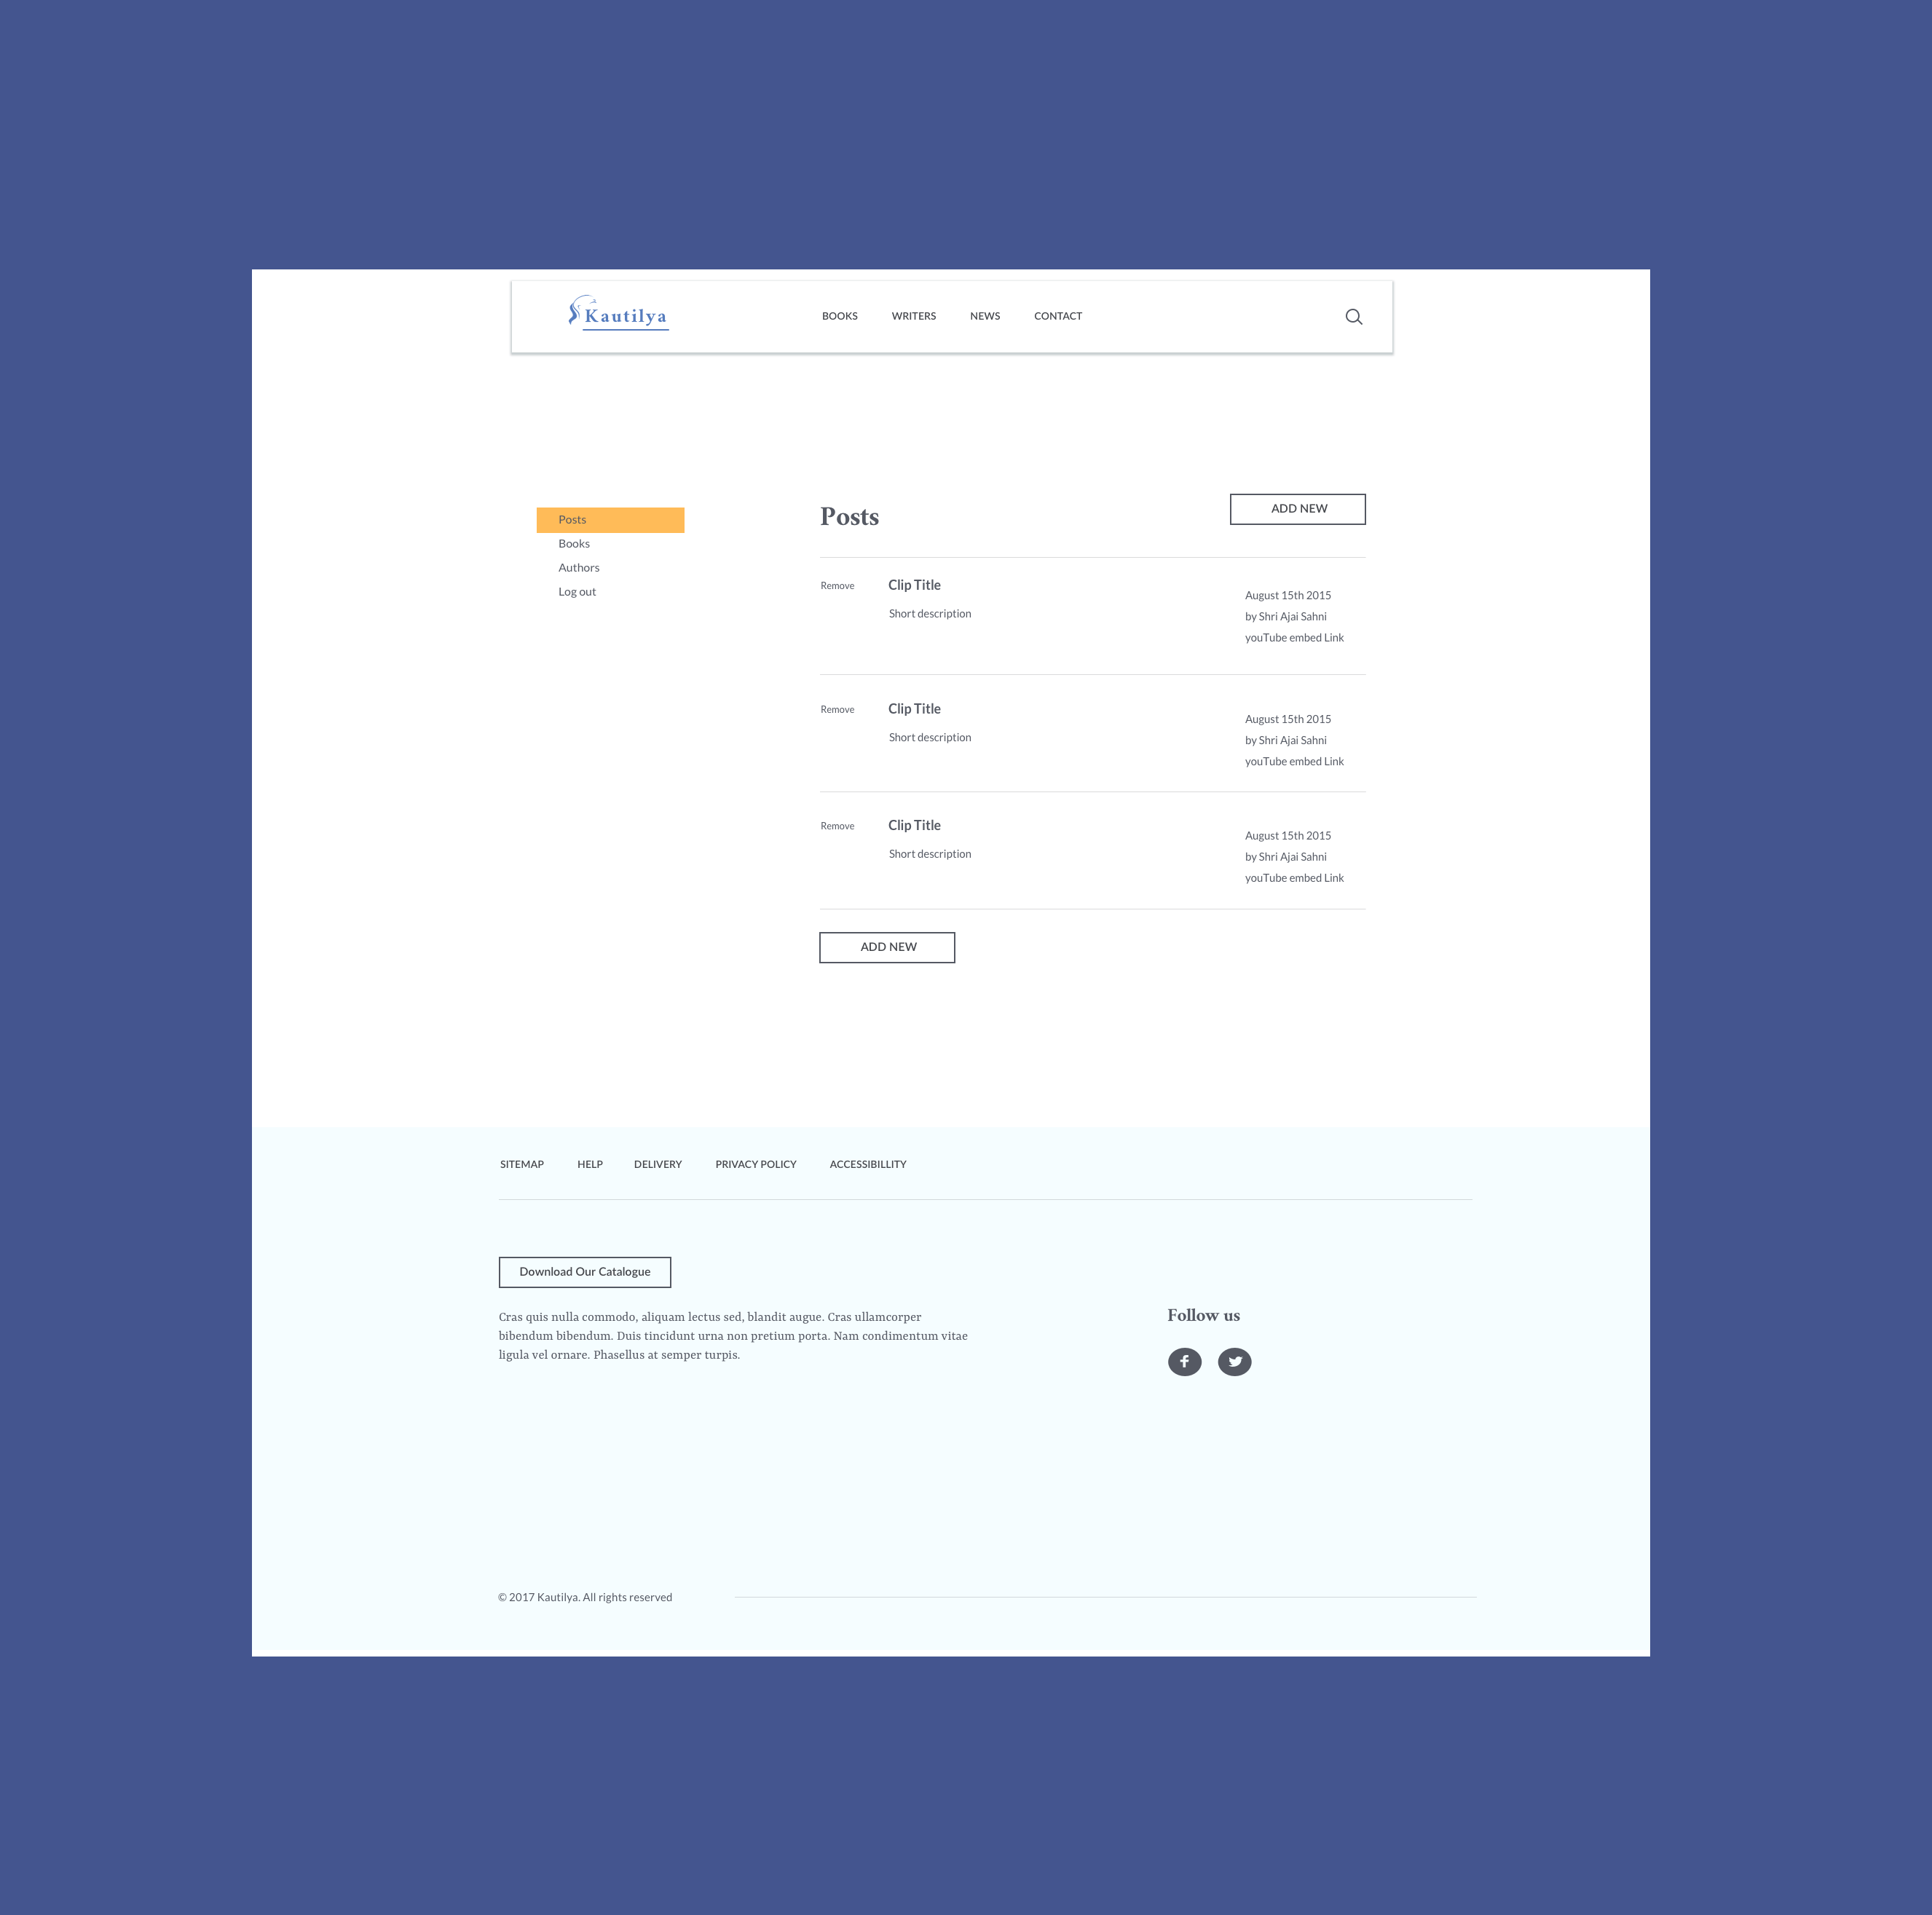 Kautilya
BOOKS WRITERS NEWS CONTACT
Posts
Books
Authors
Log out
Posts
ADD NEW
Remove
Clip Title
Short description
August 15th 2015
by Shri Ajai Sahni
youTube embed Link
Remove
Clip Title
Short description
August 15th 2015
by Shri Ajai Sahni
youTube embed Link
Remove
Clip Title
Short description
August 15th 2015
by Shri Ajai Sahni
youTube embed Link
ADD NEW
SITEMAP HELP DELIVERY PRIVACY POLICY ACCESSIBILLITY
Download Our Catalogue
Cras quis nulla commodo, aliquam lectus sed, blandit augue. Cras ullamcorper
bibendum bibendum. Duis tincidunt urna non pretium porta. Nam condimentum vitae
ligula vel ornare. Phasellus at semper turpis.
Follow us
© 2017 Kautilya. All rights reserved